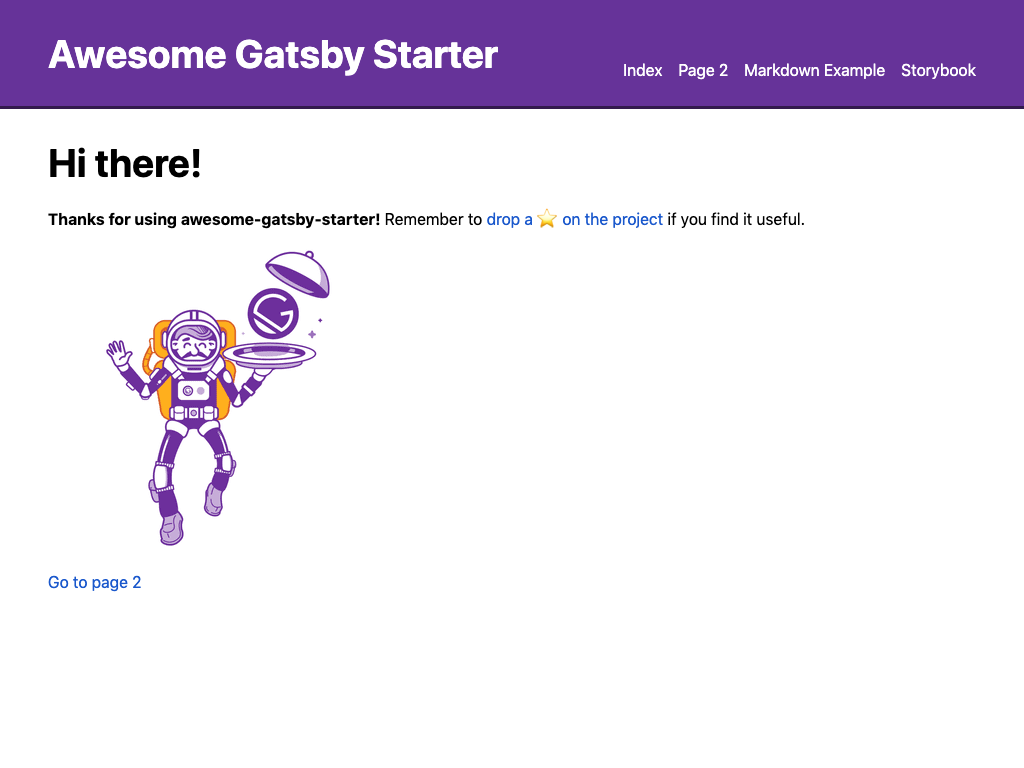 Awesome Gatsby Starter
Index Page 2 Markdown Example Storybook
Hi there!
Thanks for using awesome-gatsby-starter! Remember to drop a ⭐ on the project if you find it useful.
Go to page 2